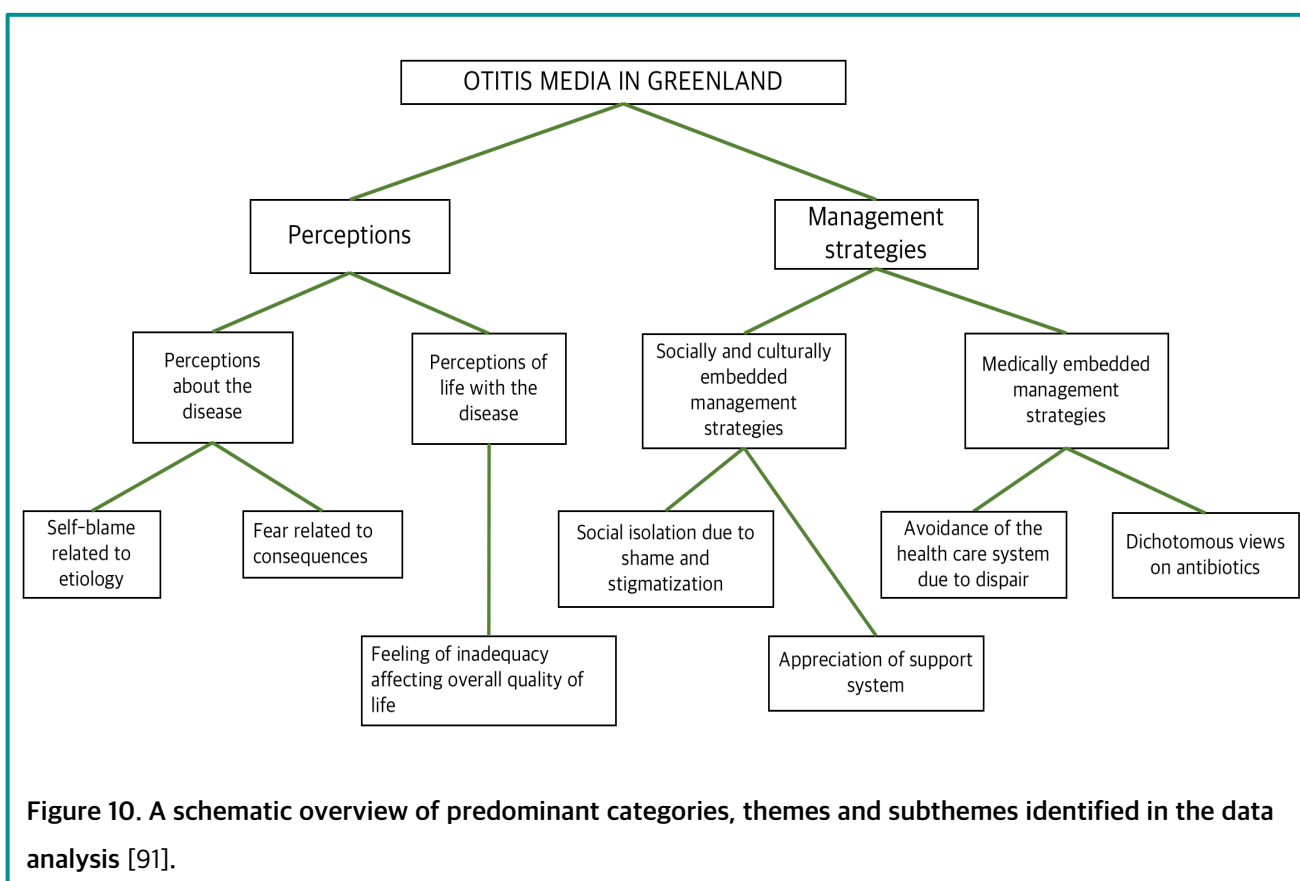 OTITIS MEDIA IN GREENLAND
Perceptions
Management
strategies
Perceptions
about the
disease
Perceptions of
life with the
disease
Socially and culturally
embedded
management
strategies
Medically embedded
management
strategies
Self-blame
related to
etiology
Fear related to
consequences
Social isolation due to
shame and
stigmatization
Avoidance of the
health care system
due to dispair
Dichotomous views
on antibiotics
Feeling of inadequacy
affecting overall quality of
life
Appreciation of support
system
Figure 10. A schematic overview of predominant categories, themes and subthemes identified in the data
analysis [91].